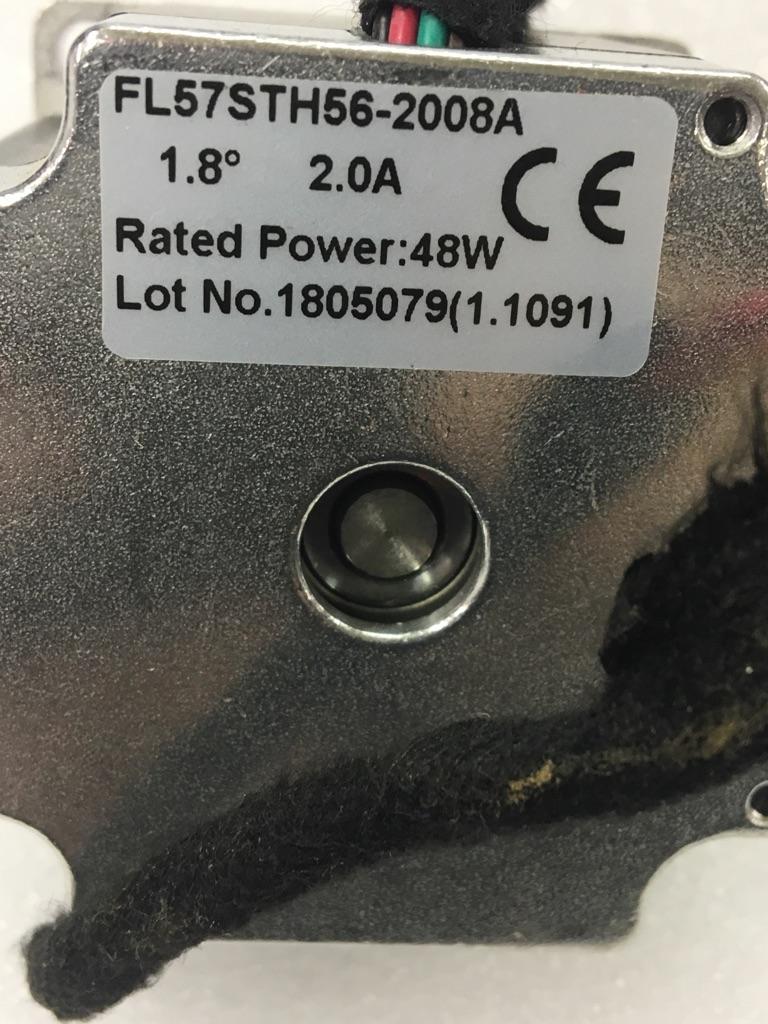 FL57STH56-2008A
1.8° 2.0A CE
Rated Power:48W
Lot No.1805079(1.1091)